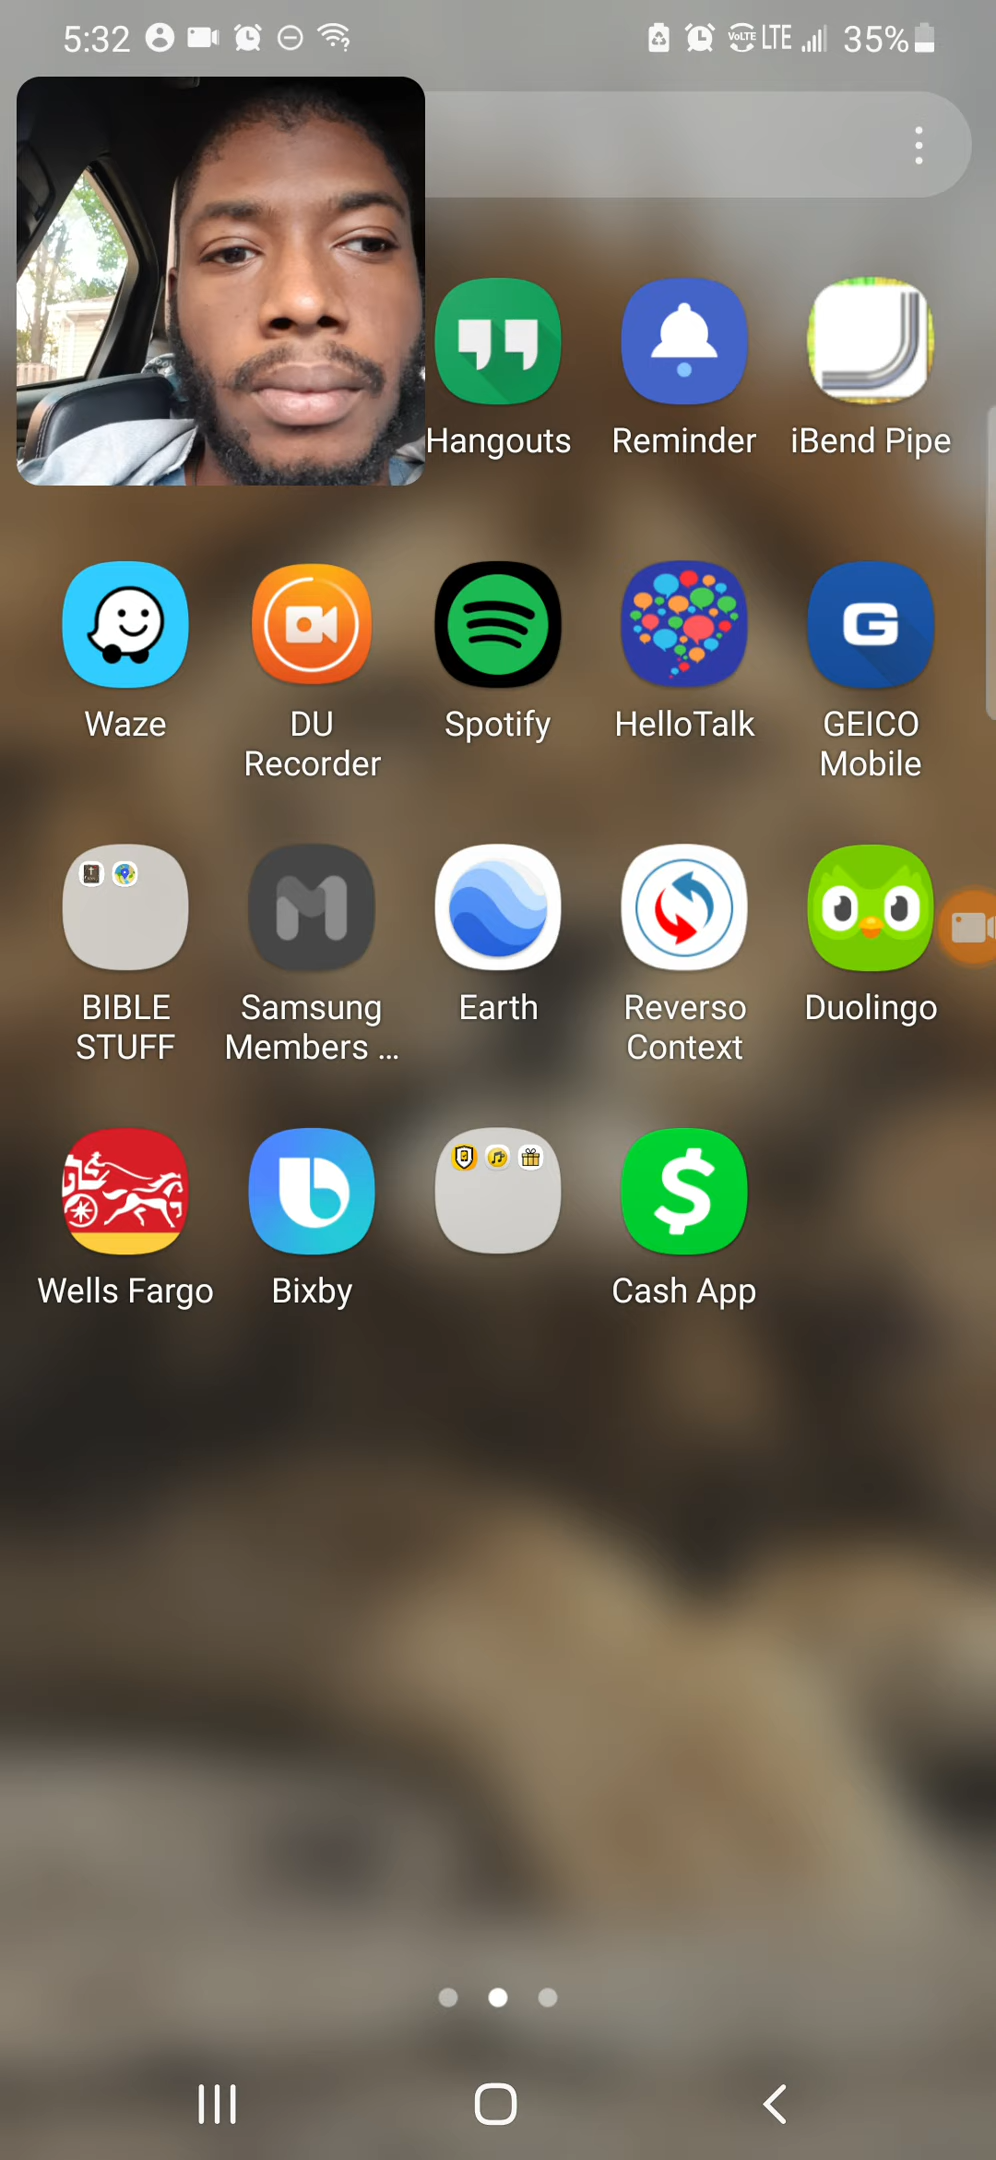 5:32
VoLTE LTE 35%
Hangouts Reminder iBend Pipe
G
Waze DU Spotify HelloTalk GEICO
Recorder Mobile
BIBLE Samsung Earth Reverso Duolingo
STUFF Members ... Context
$
Wells Fargo Bixby Cash App